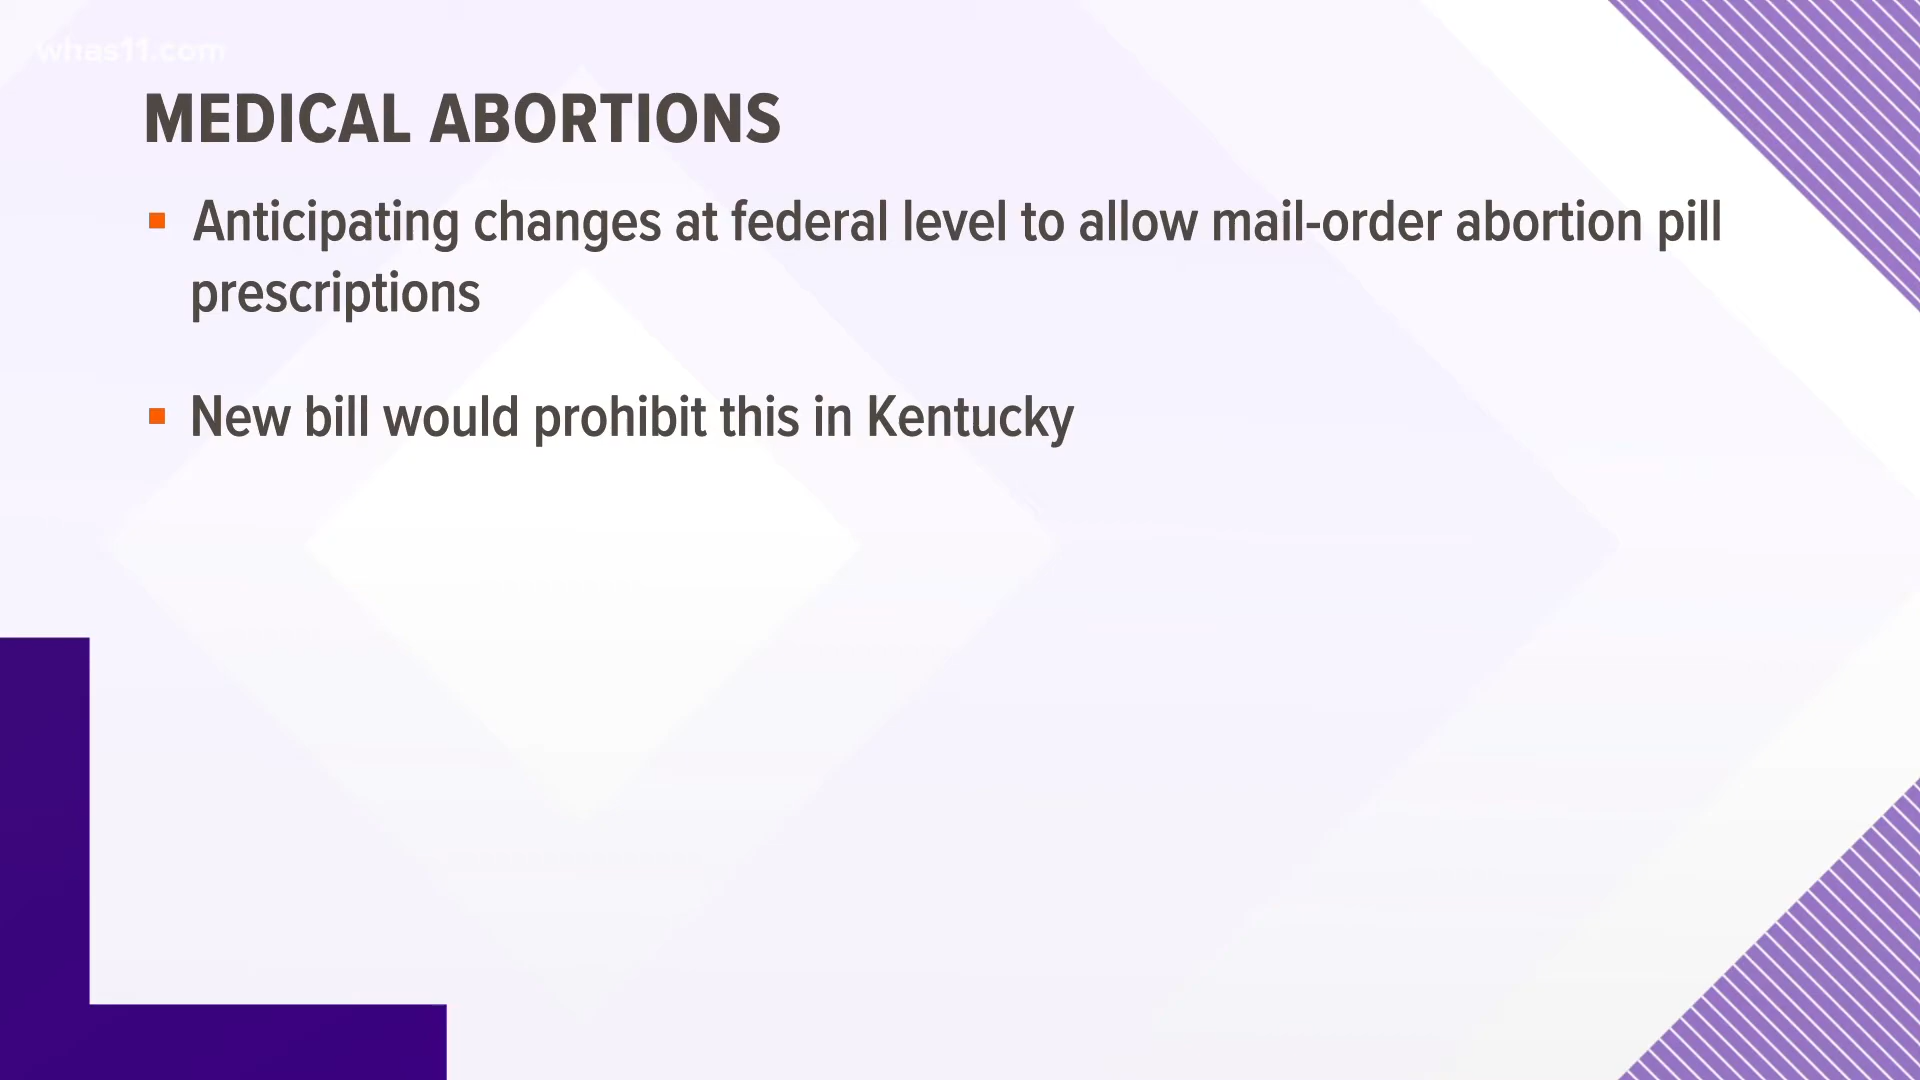 whas11.com
MEDICAL ABORTIONS
Anticipating changes at federal level to allow mail-order abortion pill
prescriptions
New bill would prohibit this in Kentucky